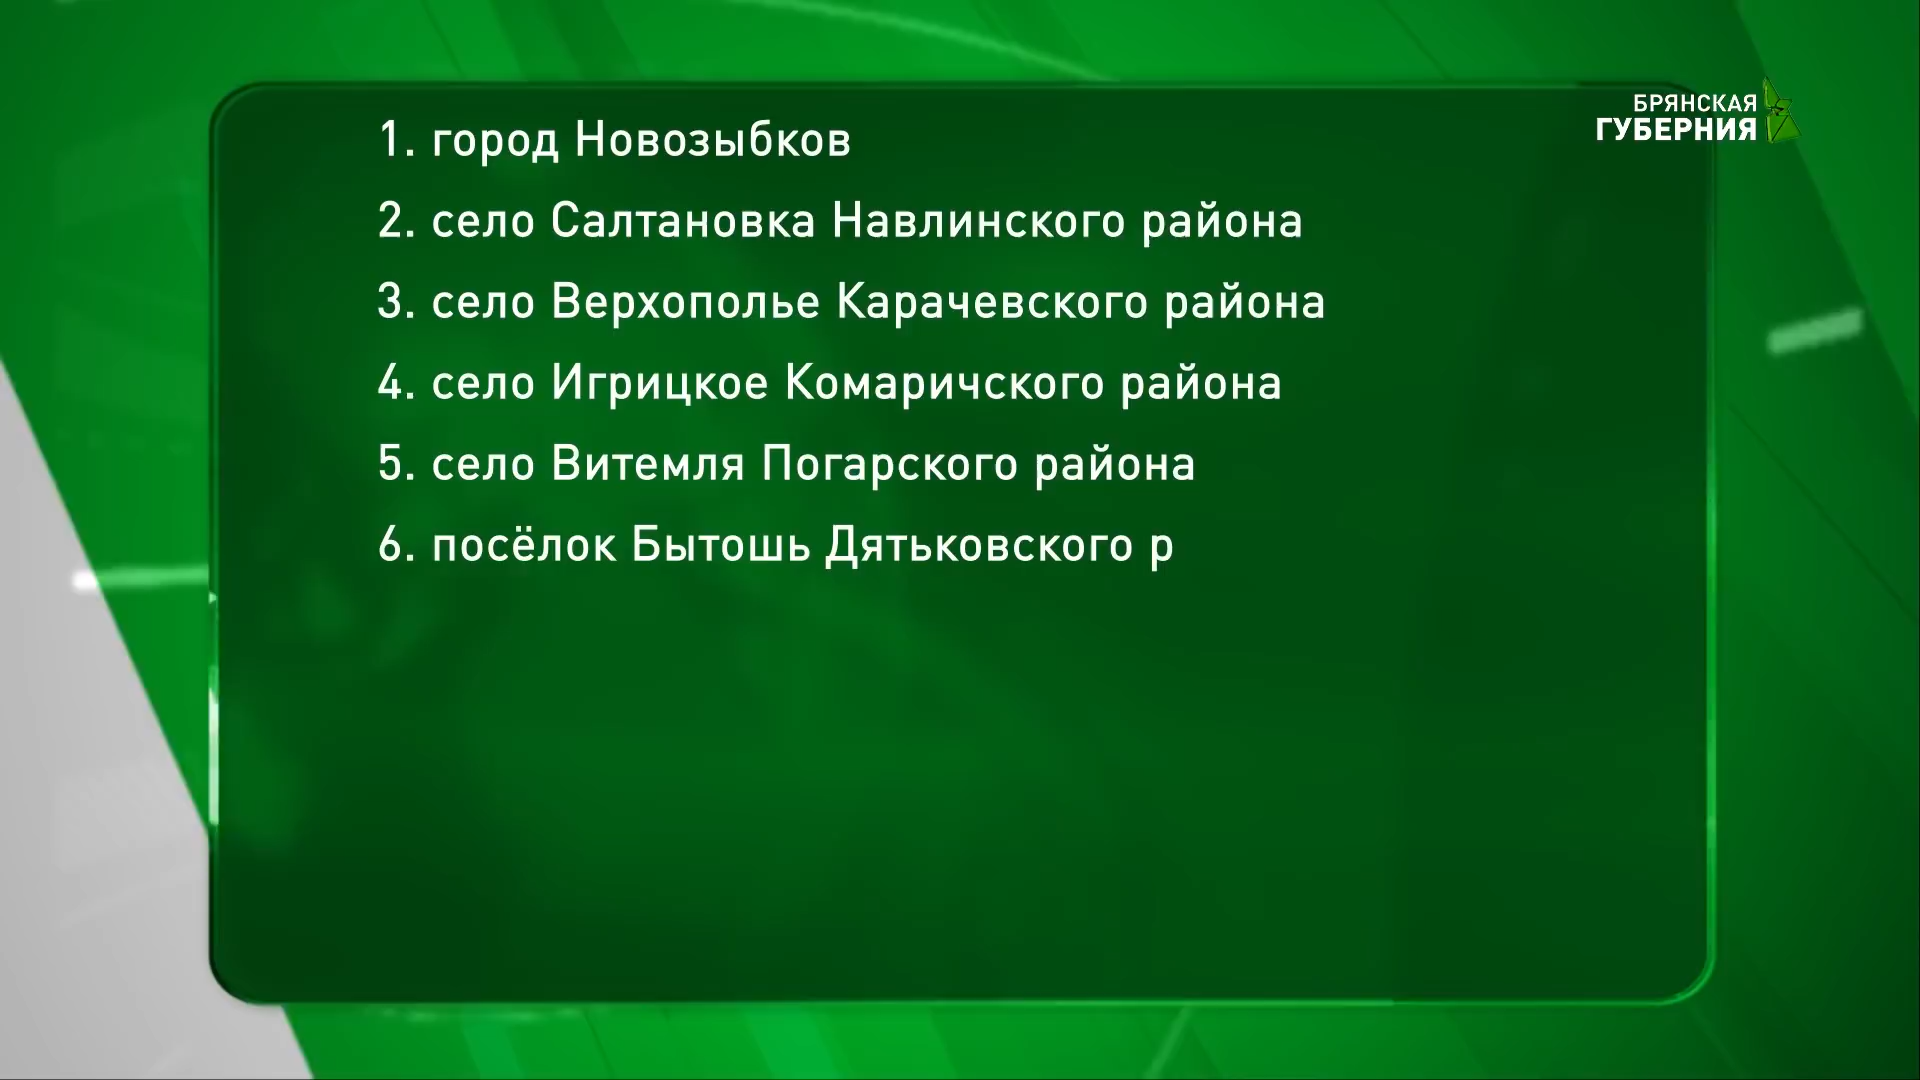 БРЯНСКАЯ
ГУБЕРНИЯ
1. город Новозыбков
2. село Салтановка Навлинского района
3. село Верхополье Карачевского района
4. село Игрицкое Комаричского района
5. село Витемля Погарского района
6. посёлок Бытошь Дятьковского р